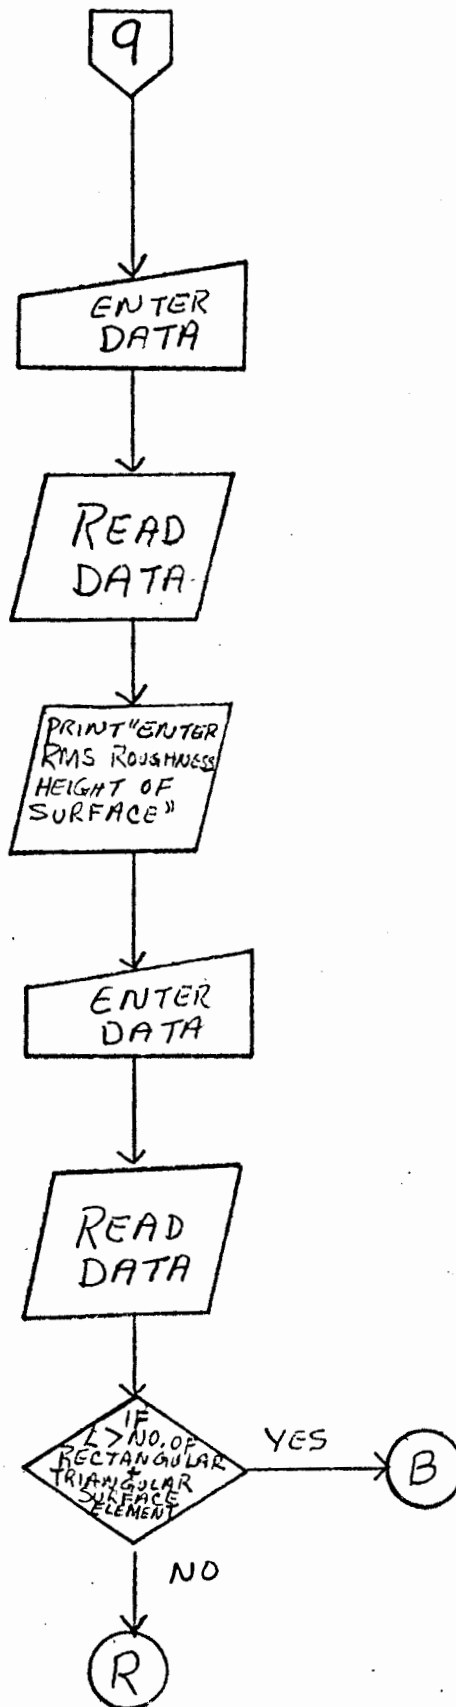 9
ENTER
DATA
READ
DATA
PRINT "ENTER
RMS ROUGHNESS
HEIGHT OF
SURFACE"
ENTER
DATA
READ
DATA
IF
L > NO. OF
RECTANGULAR
+
TRIANGULAR
SURFACE
ELEMENT
YES
B
NO
R